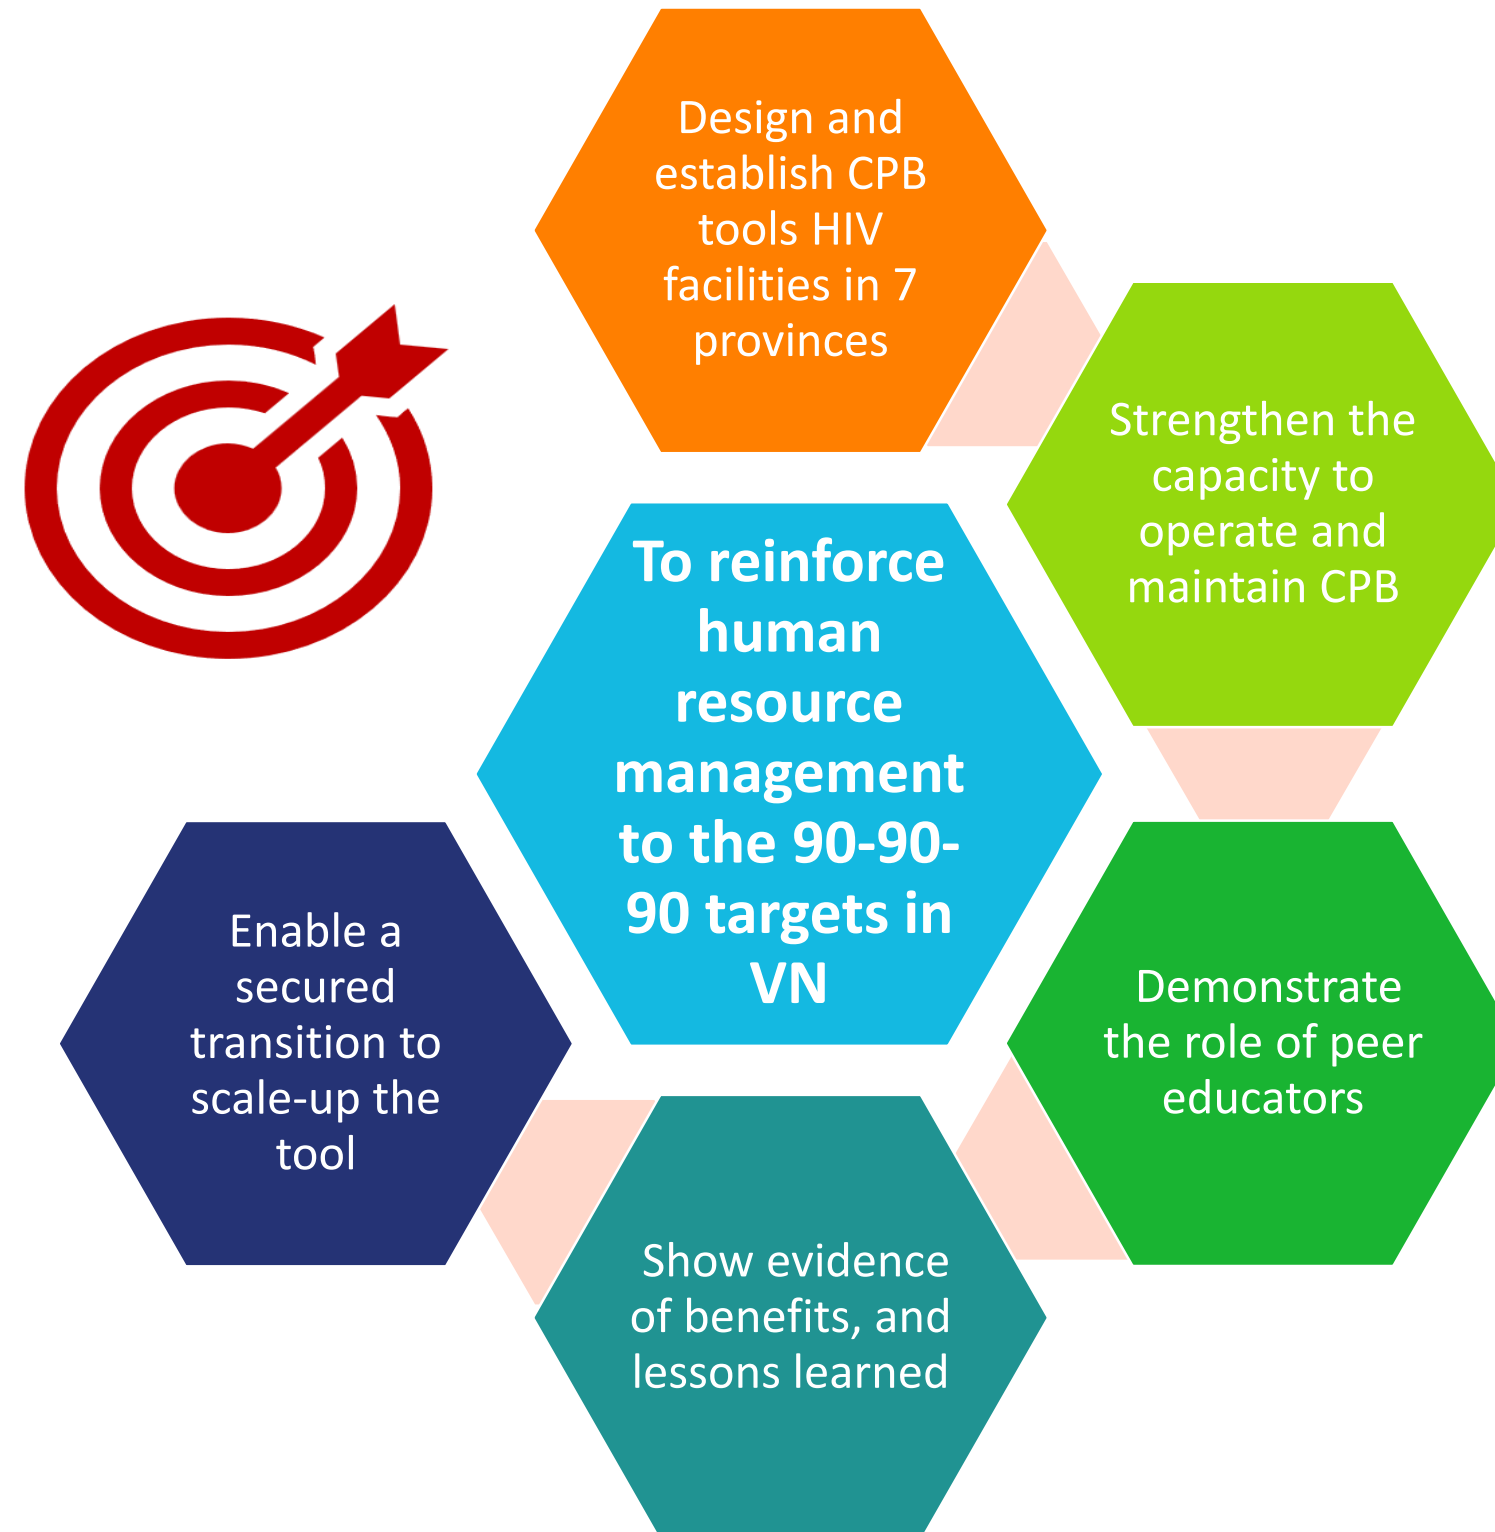 Design and
establish CPB
tools HIV
facilities in 7
provinces
Strengthen the
capacity to
operate and
maintain CPB
To reinforce
human
resource
management
to the 90-90-
90 targets in
VN
Demonstrate
the role of peer
educators
Show evidence
of benefits, and
lessons learned
Enable a
secured
transition to
scale-up the
tool